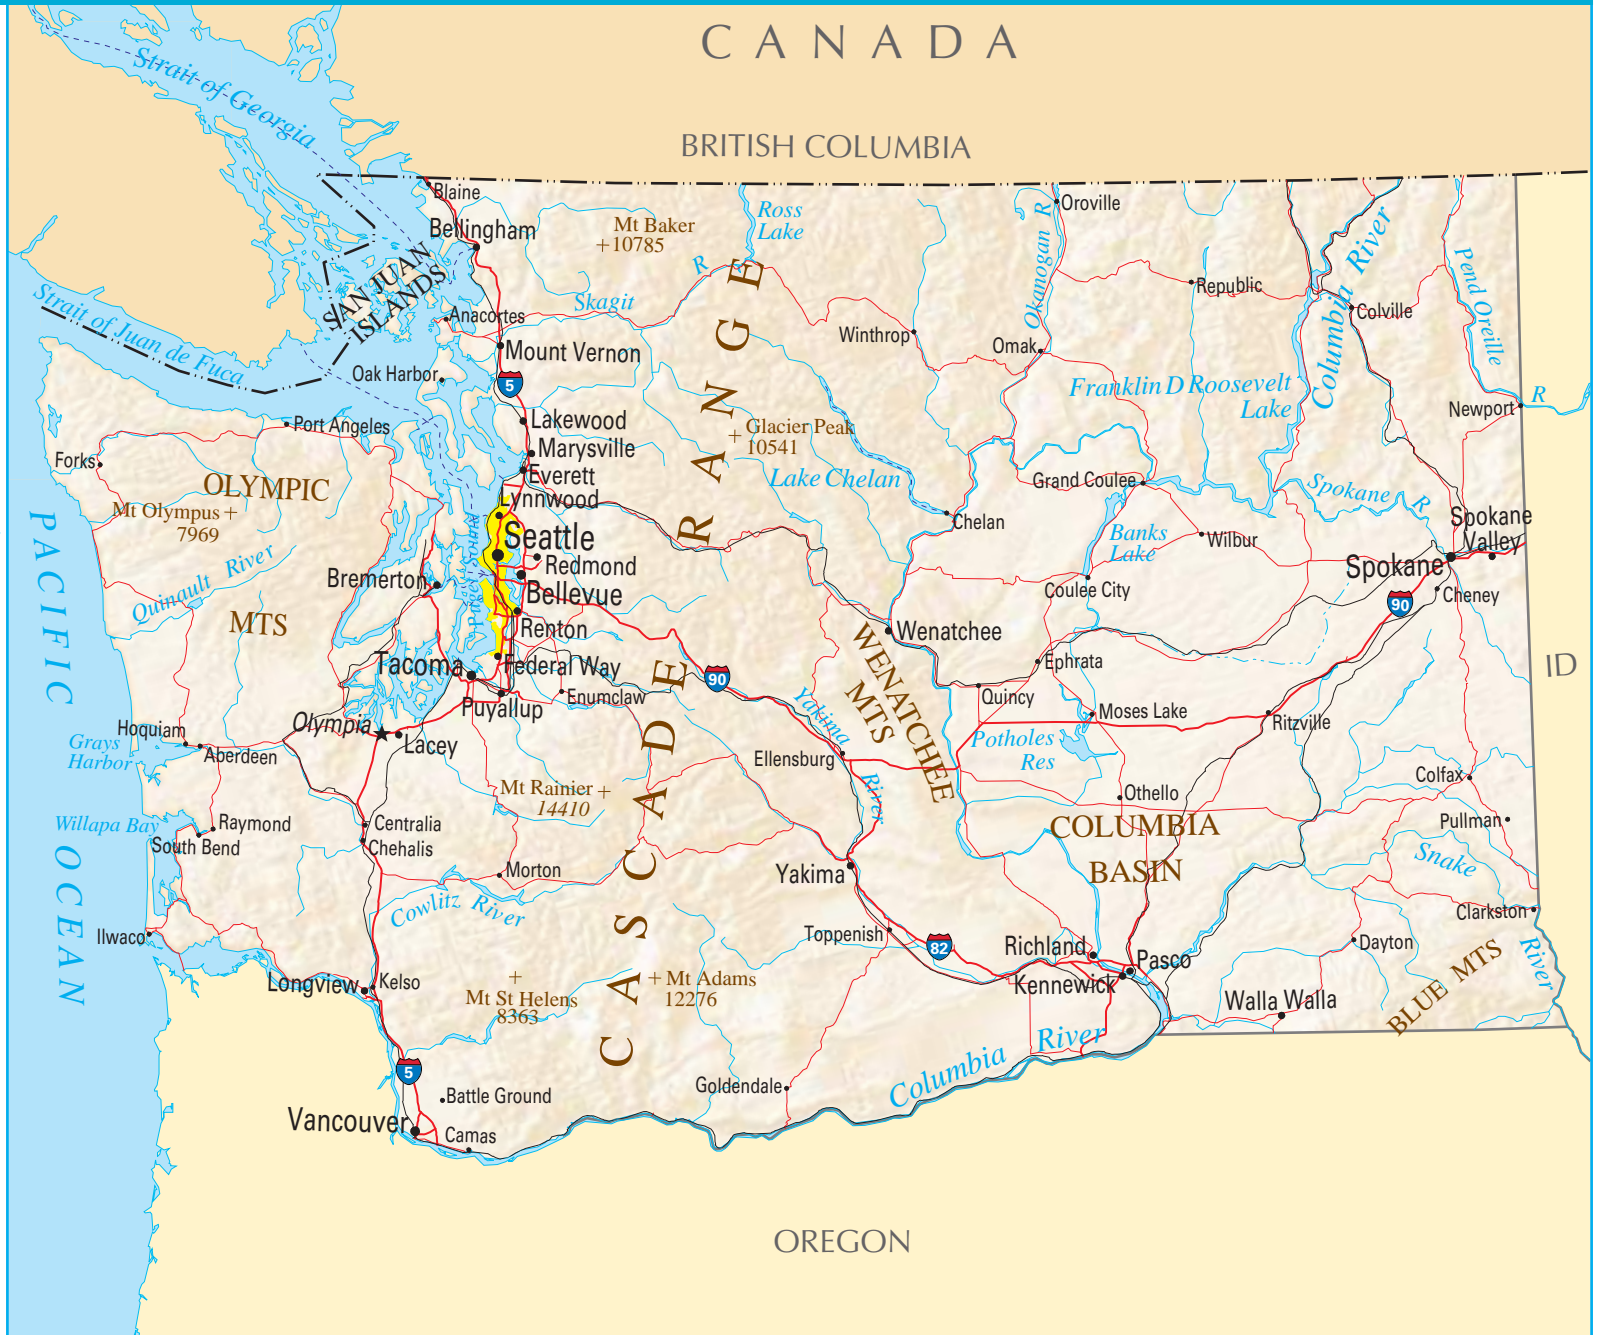 CANADA
BRITISH COLUMBIA
Strait of Georgia
Blaine
Bellingham
Mt Baker
+10785
Ross
Lake
Okanogan R
Oroville
Columbia River
Pend Oreille
R
SAN JUAN
ISLANDS
Skagit
R
Republic
Strait of Juan de Fuca
Anacortes
Colville
Winthrop
Omak
Mount Vernon
Oak Harbor
5
Franklin D Roosevelt
Lake
Newport
Port Angeles
Lakewood
Glacier Peak
10541
Marysville
Forks
Everett
Lake Chelan
Grand Coulee
Spokane R
OLYMPIC
Lynnwood
Mt Olympus +
7969
Chelan
Spokane
Valley
Seattle
Banks
Lake
Wilbur
Redmond
Spokane
Bremerton
Bellevue
Coulee City
Cheney
90
Quinault River
MTS
Renton
Wenatchee
PACIFIC OCEAN
CASCADE RANGE
WENATCHEE
MTS
Tacoma
Federal Way
Ephrata
ID
90
Enumclaw
Quincy
Puyallup
Yakima River
Moses Lake
Ritzville
Olympia
Hoquiam
Lacey
Grays
Harbor
Potholes
Res
Aberdeen
Ellensburg
Colfax
Mt Rainier +
14410
Othello
Willapa Bay
Raymond
Centralia
COLUMBIA
BASIN
Pullman
South Bend
Chehalis
Snake River
Morton
Yakima
Cowlitz River
Clarkston
Ilwaco
Toppenish
82
Richland
Dayton
Pasco
BLUE MTS
Longview
Kelso
+
Mt St Helens
8363
+ Mt Adams
12276
Kennewick
Walla Walla
Columbia River
5
Battle Ground
Goldendale
Vancouver
Camas
OREGON